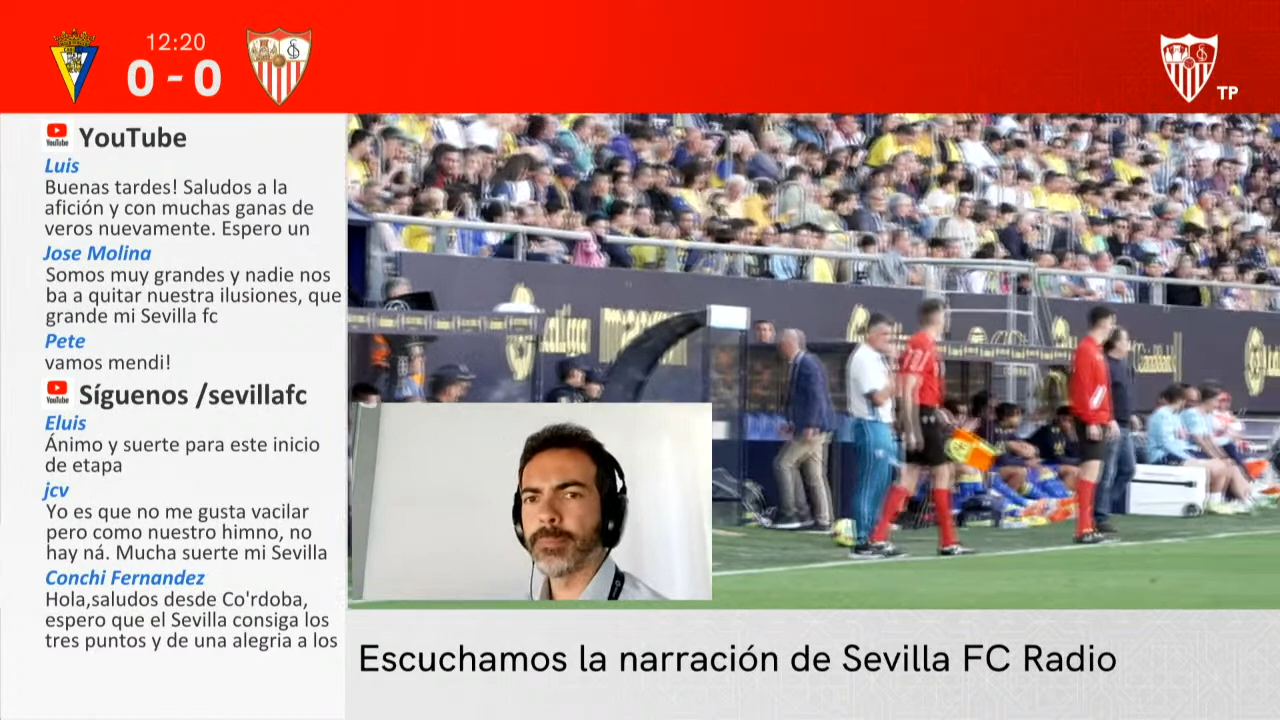 12:20
0 - 0
TP
YouTube
YouTube
Luis
Buenas tardes! Saludos a la
afición y con muchas ganas de
veros nuevamente. Espero un
Jose Molina
Somos muy grandes y nadie nos
ba a quitar nuestra ilusiones, que
grande mi Sevilla fc
Pete
vamos mendi!
YouTube
Síguenos /sevillafc
Eluis
Ánimo y suerte para este inicio
de etapa
jcv
Yo es que no me gusta vacilar
pero como nuestro himno, no
hay ná. Mucha suerte mi Sevilla
Conchi Fernandez
Hola,saludos desde Co'rdoba,
espero que el Sevilla consiga los
tres puntos y de una alegria a los
Escuchamos la narración de Sevilla FC Radio